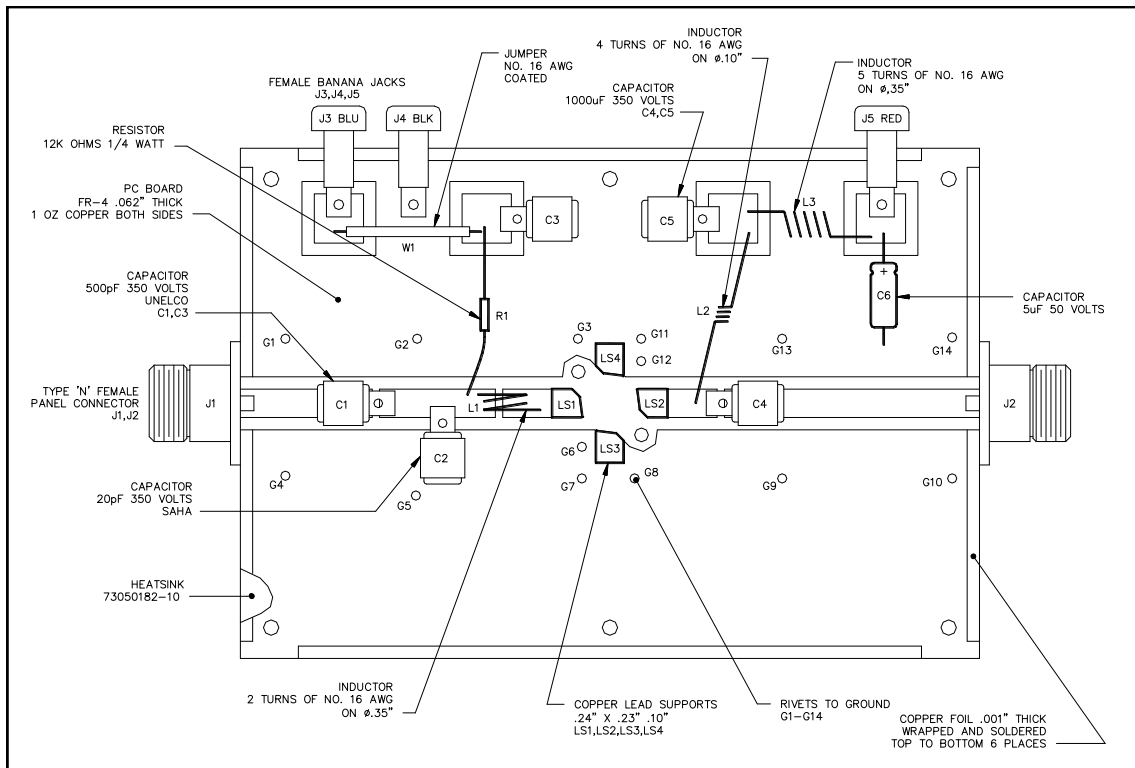 INDUCTOR
4 TURNS OF NO. 16 AWG
ON ø.10"
JUMPER
NO. 16 AWG
COATED
INDUCTOR
5 TURNS OF NO. 16 AWG
ON ø,35"
FEMALE BANANA JACKS
J3,J4,J5
CAPACITOR
1000uF 350 VOLTS
C4,C5
J3 BLU
J4 BLK
J5 RED
RESISTOR
12K OHMS 1/4 WATT
PC BOARD
FR-4 .062" THICK
1 OZ COPPER BOTH SIDES
L3
C3
C5
W1
CAPACITOR
500pF 350 VOLTS
UNELCO
C1,C3
+
C6
CAPACITOR
5uF 50 VOLTS
R1
L2
G1
G2
G3
G11
G12
G13
G14
LS4
TYPE 'N' FEMALE
PANEL CONNECTOR
J1,J2
J1
C1
L1
LS1
LS2
C4
J2
C2
G6
LS3
G4
G5
G7
G8
G9
G10
CAPACITOR
20pF 350 VOLTS
SAHA
HEATSINK
73050182-10
INDUCTOR
2 TURNS OF NO. 16 AWG
ON ø.35"
COPPER LEAD SUPPORTS
.24" X .23" .10"
LS1,LS2,LS3,LS4
RIVETS TO GROUND
G1-G14
COPPER FOIL .001" THICK
WRAPPED AND SOLDERED
TOP TO BOTTOM 6 PLACES